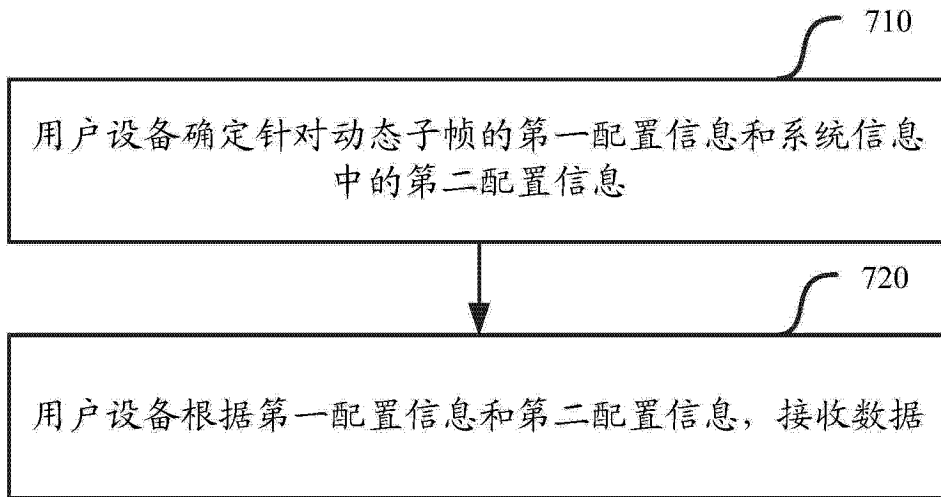 710
用户设备确定针对动态子帧的第一配置信息和系统信息
中的第二配置信息
720
用户设备根据第一配置信息和第二配置信息，接收数据